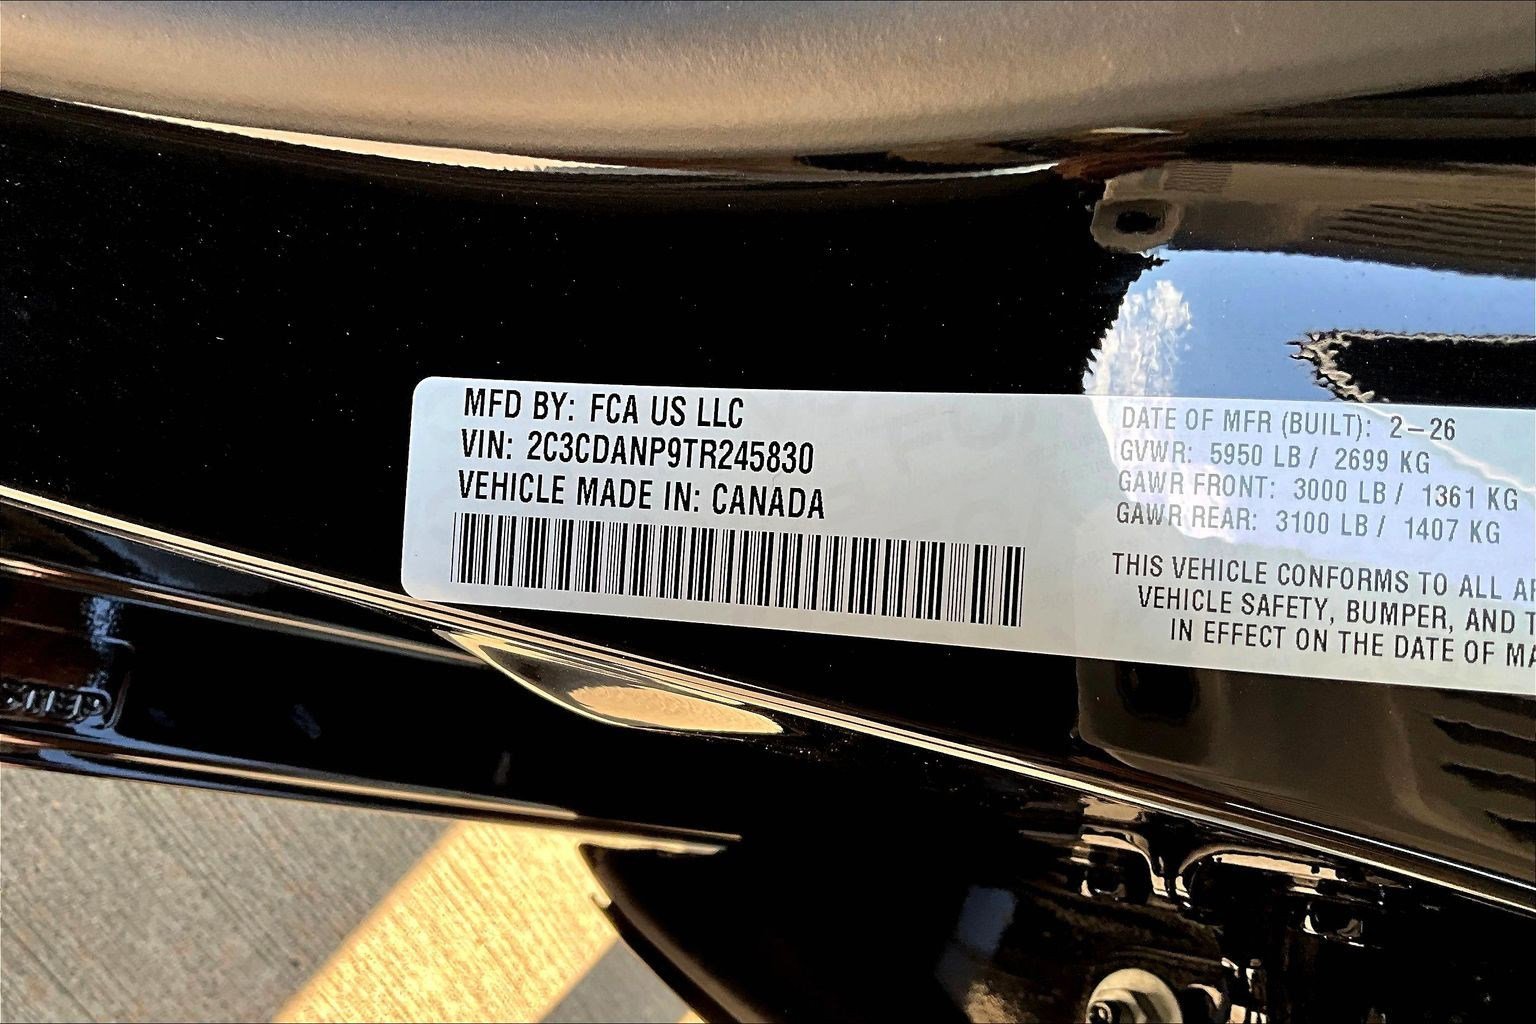 MFD BY: FCA US LLC
VIN: 2C3CDANP9TR245830
VEHICLE MADE IN: CANADA
DATE OF MFR (BUILT): 2–26
GVWR: 5950 LB / 2699 KG
GAWR FRONT: 3000 LB / 1361 KG
GAWR REAR: 3100 LB / 1407 KG
THIS VEHICLE CONFORMS TO ALL
VEHICLE SAFETY, BUMPER, AND
IN EFFECT ON THE DATE OF